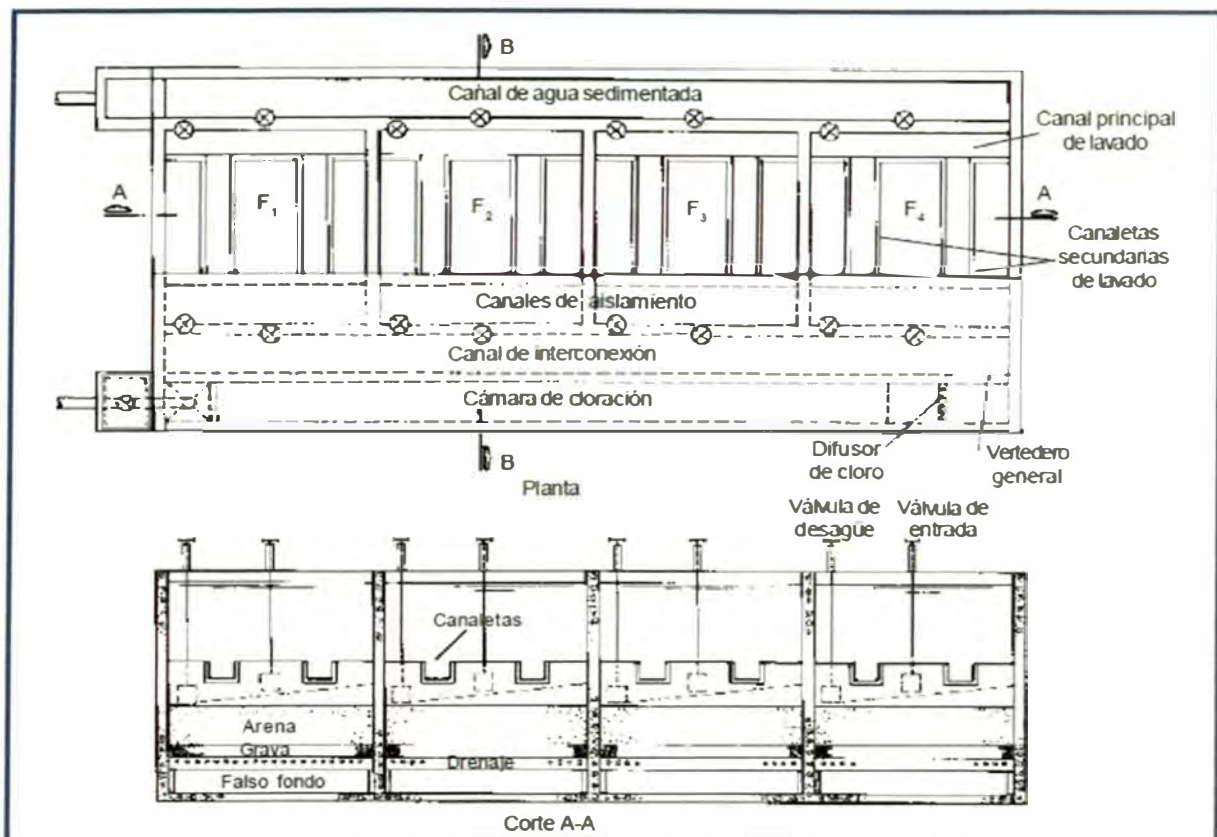 B
Canal de agua sedimentada
Canal principal
de lavado
A
F1
F2
F3
F4
A
Canaletas
secundarias
de lavado
Canales de aislamiento
Canal de interconexión
Cámara de cloración
B
Difusor
de cloro
Vertedero
general
Planta
Válvula de
desagüe
Válvula de
entrada
Canaletas
Arena
Grava
Drenaje
Falso fondo
Corte A-A